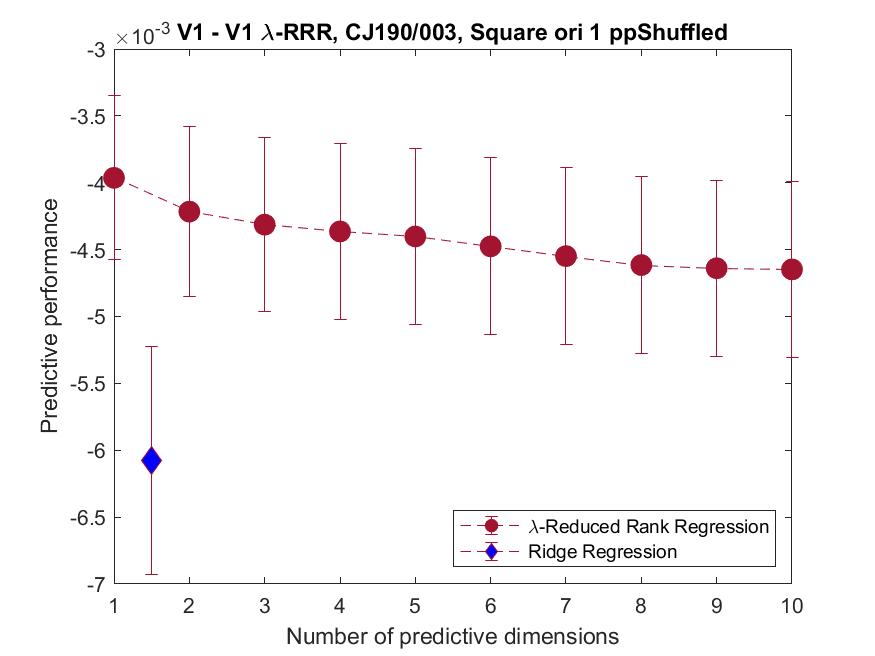 ×10⁻³ V1 - V1 λ-RRR, CJ190/003, Square ori 1 ppShuffled
-3
-3.5
-4
-4.5
-5
-5.5
-6
-6.5
-7
Predictive performance
λ-Reduced Rank Regression
Ridge Regression
1 2 3 4 5 6 7 8 9 10
Number of predictive dimensions